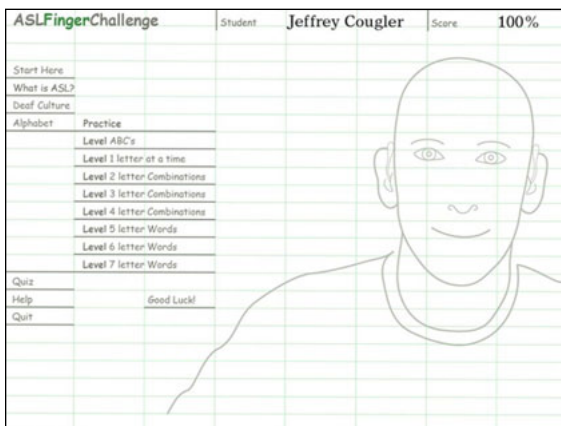 ASLFingerChallenge Student Jeffrey Cougler Score 100%
Start Here
What is ASL?
Deaf Culture
Alphabet Practice
Level ABC's
Level 1 letter at a time
Level 2 letter Combinations
Level 3 letter Combinations
Level 4 letter Combinations
Level 5 letter Words
Level 6 letter Words
Level 7 letter Words
Quiz
Help Good Luck!
Quit